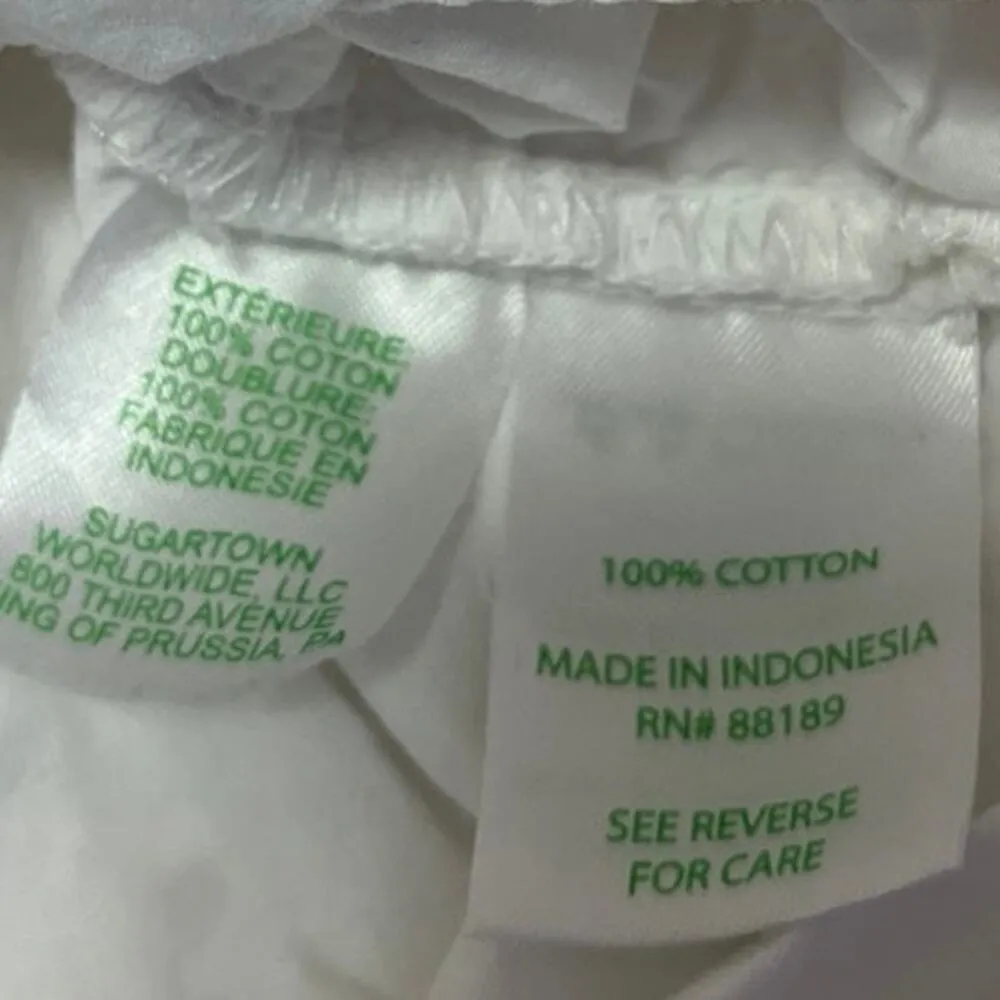 EXTÉRIEURE:
100% COTON
DOUBLURE:
100% COTON
FABRIQUE EN
INDONESIE
SUGARTOWN
WORLDWIDE, LLC
800 THIRD AVENUE
ING OF PRUSSIA, PA
100% COTTON
MADE IN INDONESIA
RN# 88189
SEE REVERSE
FOR CARE